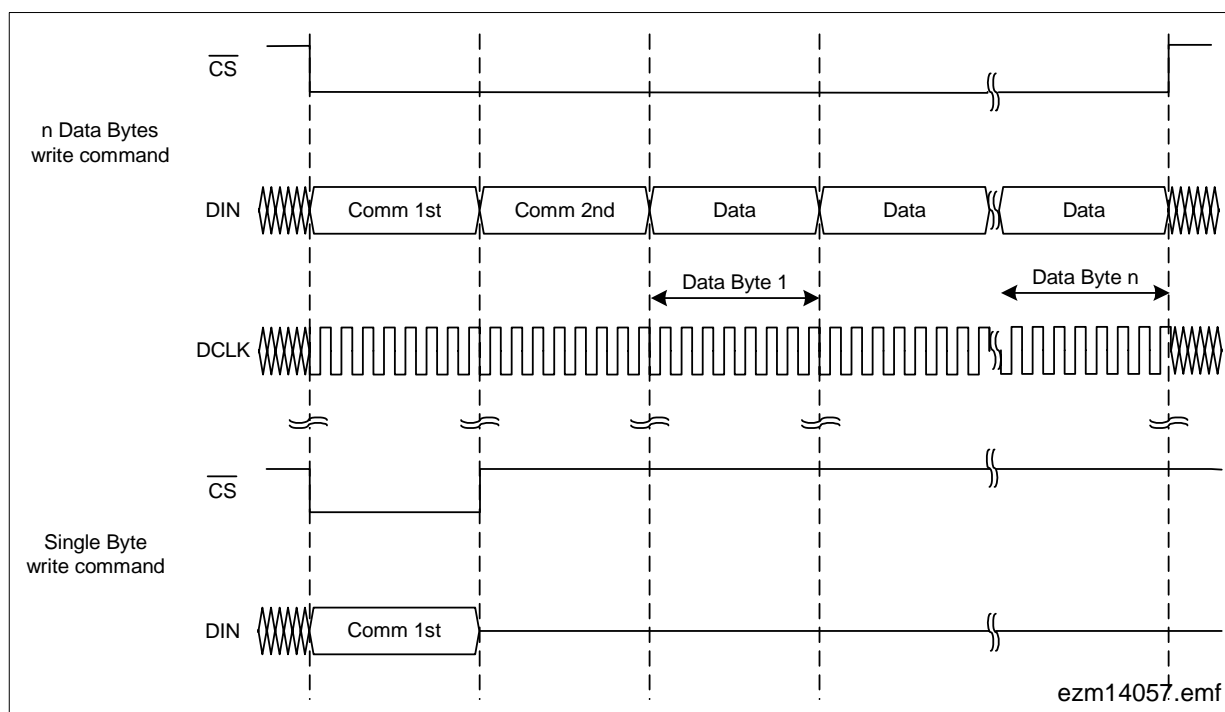 CS
n Data Bytes
write command
DIN
Comm 1st
Comm 2nd
Data
Data
Data
Data Byte 1
Data Byte n
DCLK
CS
Single Byte
write command
DIN
Comm 1st
ezm14057.emf